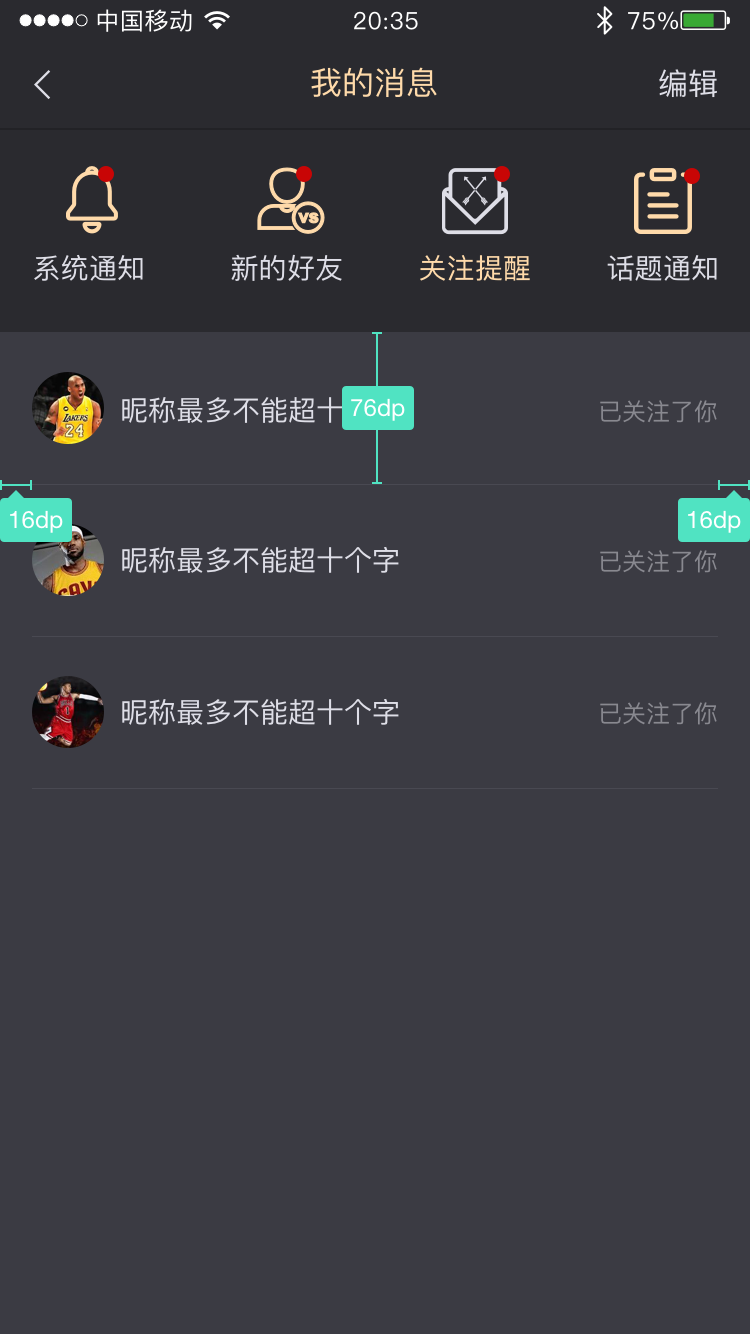 中国移动 20:35 75%
我的消息 编辑
VS
系统通知 新的好友 关注提醒 话题通知
LAKERS
24
昵称最多不能超十 76dp 已关注了你
16dp 16dp
CAV
昵称最多不能超十个字 已关注了你
昵称最多不能超十个字 已关注了你